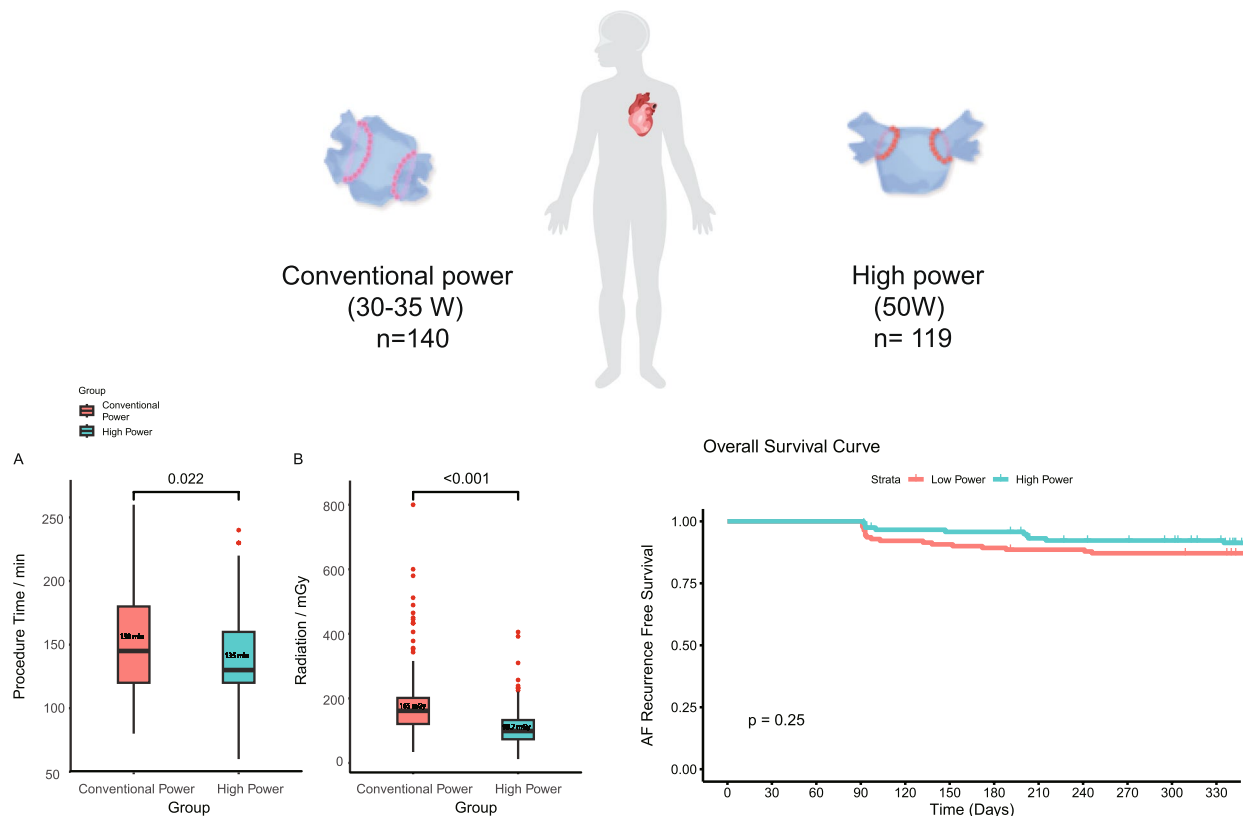 Conventional power
(30-35 W)
n=140
High power
(50W)
n= 119
Group
Conventional
Power
High Power
A
0.022
250
200
150
100
50
Procedure Time / min
Conventional Power
High Power
Group
B
<0.001
800
600
400
200
0
Radiation / mGy
Conventional Power
High Power
Group
Overall Survival Curve
Strata
Low Power
High Power
1.00
0.75
0.50
0.25
0.00
AF Recurrence Free Survival
p = 0.25
0 30 60 90 120 150 180 210 240 270 300 330
Time (Days)